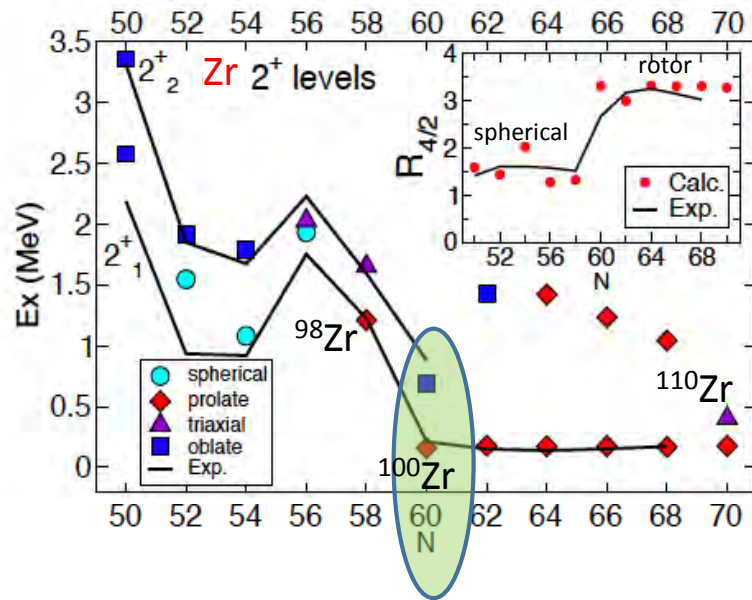 50 52 54 56 58 60 62 64 66 68 70
3.5
3
2.5
2
1.5
1
0.5
0
Ex (MeV)
2⁺₂
Zr 2⁺ levels
2⁺₁
⁹⁸Zr
¹⁰⁰Zr
¹¹⁰Zr
spherical
prolate
triaxial
oblate
Exp.
4
3
2
1
0
R₄/₂
rotor
spherical
Calc.
Exp.
52 56 60 64 68
N
50 52 54 56 58 60 62 64 66 68 70
N